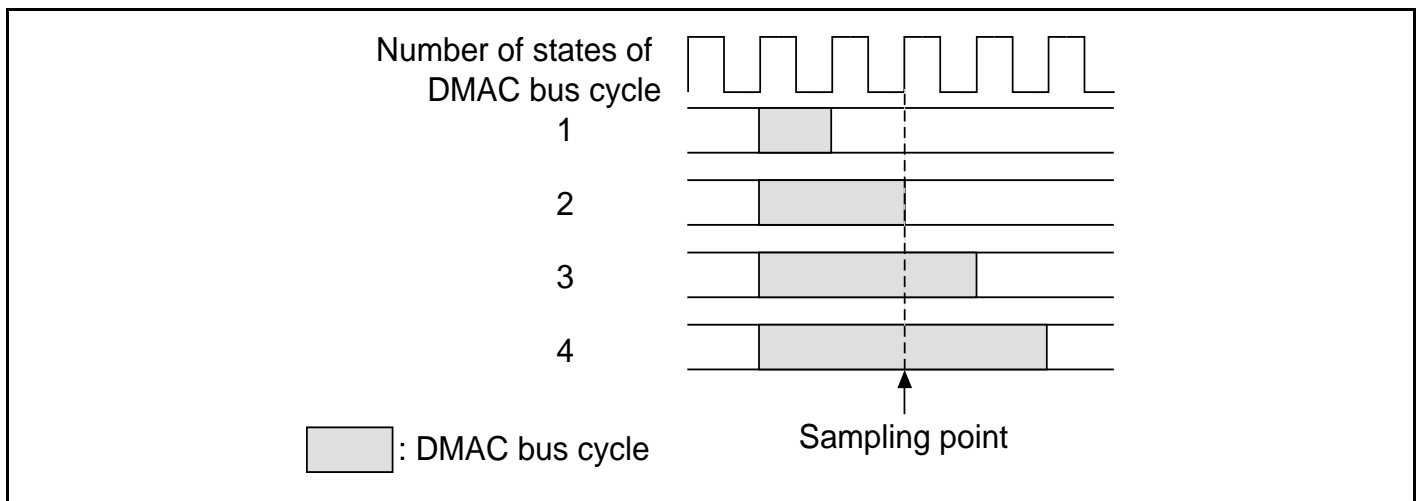 Number of states of
DMAC bus cycle
1
2
3
4
Sampling point
: DMAC bus cycle